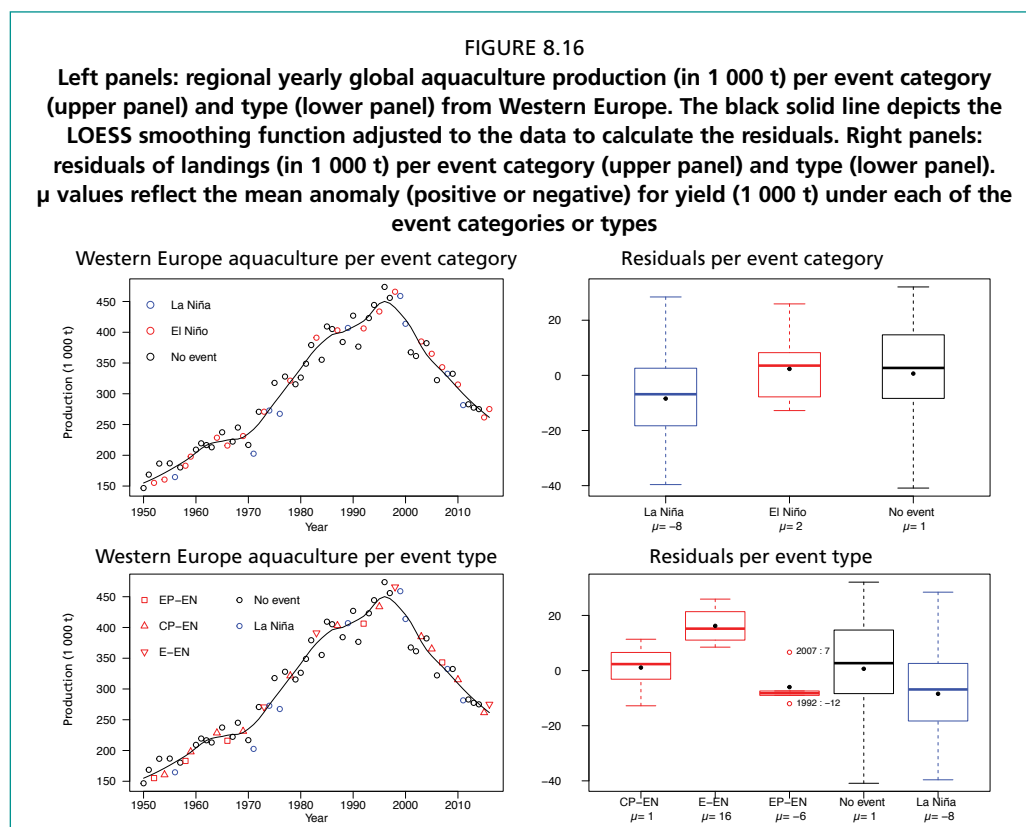 FIGURE 8.16
Left panels: regional yearly global aquaculture production (in 1 000 t) per event category
(upper panel) and type (lower panel) from Western Europe. The black solid line depicts the
LOESS smoothing function adjusted to the data to calculate the residuals. Right panels:
residuals of landings (in 1 000 t) per event category (upper panel) and type (lower panel).
µ values reflect the mean anomaly (positive or negative) for yield (1 000 t) under each of the
event categories or types
Western Europe aquaculture per event category
Production (1 000 t)
450
400
350
300
250
200
150
La Niña
El Niño
No event
1950 1960 1970 1980 1990 2000 2010
Year
Residuals per event category
20
0
−20
−40
La Niña El Niño No event
µ= −8 µ= 2 µ= 1
Western Europe aquaculture per event type
Production (1 000 t)
450
400
350
300
250
200
150
EP−EN No event
CP−EN La Niña
E−EN
1950 1960 1970 1980 1990 2000 2010
Year
Residuals per event type
20
0
−20
−40
2007 : 7
1992 : −12
CP−EN E−EN EP−EN No event La Niña
µ= 1 µ= 16 µ= −6 µ= 1 µ= −8